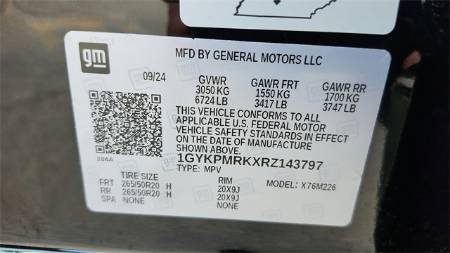 gm
MFD BY GENERAL MOTORS LLC
09/24 GVWR GAWR FRT GAWR RR
3050 KG 1550 KG 1700 KG
6724 LB 3417 LB 3747 LB
THIS VEHICLE CONFORMS TO ALL
APPLICABLE U.S. FEDERAL MOTOR
VEHICLE SAFETY STANDARDS IN EFFECT
ON THE DATE OF MANUFACTURE
SHOWN ABOVE.
1GYKPMRKXRZ143797
TYPE: MPV MODEL: X76M226
TIRE SIZE RIM
FRT 265/50R20 H 20X9J
RR 265/50R20 H 20X9J
SPA NONE NONE